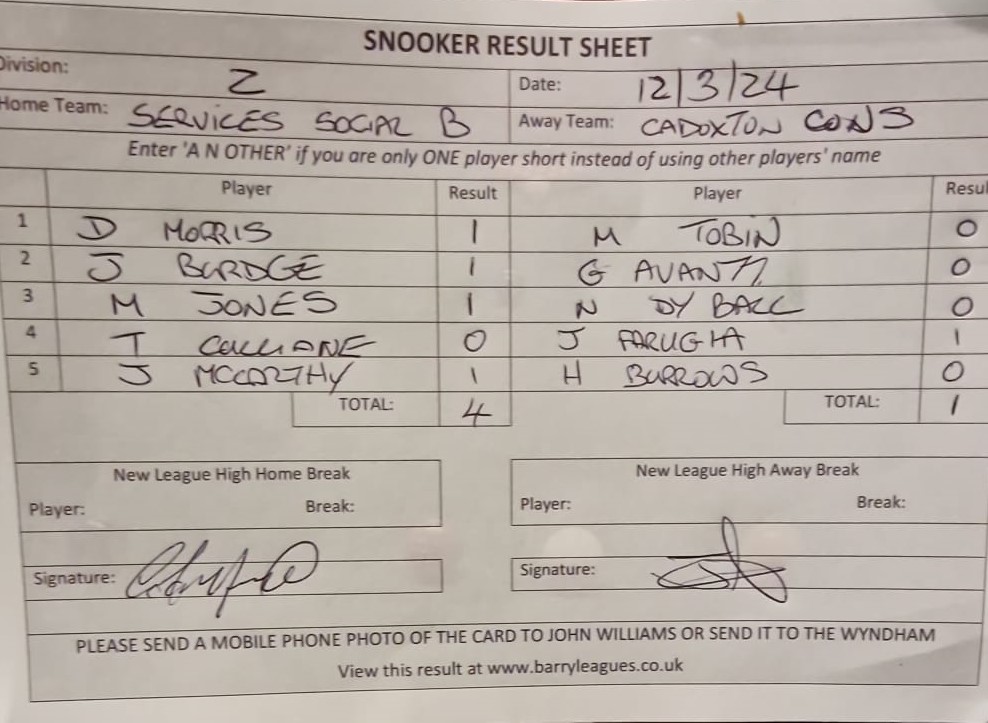 SNOOKER RESULT SHEET
Division: 2 Date: 12/3/24
Home Team: SERVICES SOCIAL B Away Team: CADOXTON CONS
Enter 'A N OTHER' if you are only ONE player short instead of using other players' name
Player Result Player Resul
1 D MORRIS 1 M TOBIN 0
2 J BURDGE 1 G AVANTI 0
3 M JONES 1 N DYBALL 0
4 T 0 J FARUGIA 1
5 J MCCARTHY 1 H BURROWS 0
TOTAL: 4 TOTAL: 1
New League High Home Break New League High Away Break
Player: Break: Player: Break:
Signature: Signature:
PLEASE SEND A MOBILE PHONE PHOTO OF THE CARD TO JOHN WILLIAMS OR SEND IT TO THE WYNDHAM
View this result at www.barryleagues.co.uk